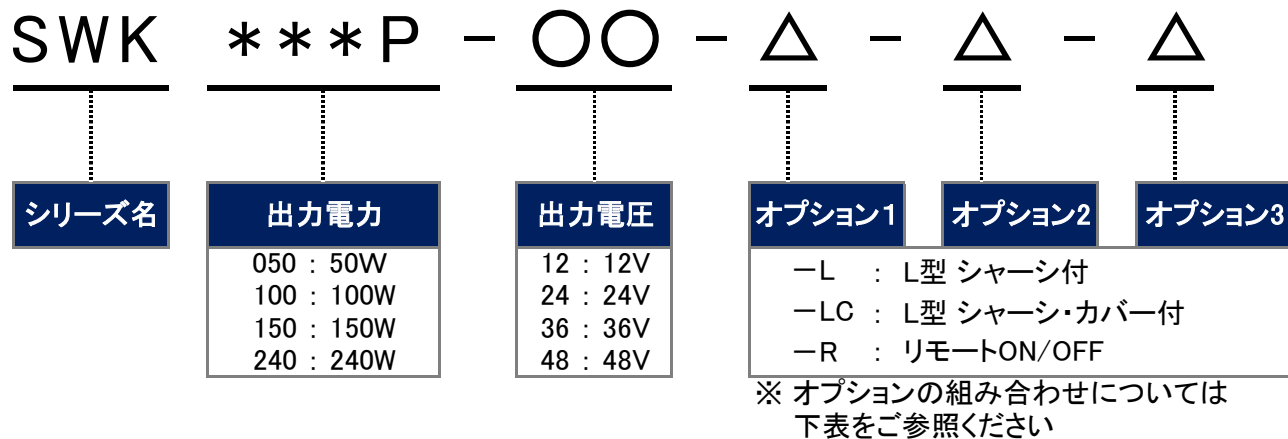 SWK ***P - ○○ - △ - △ - △
シリーズ名 出力電力 出力電圧 オプション1 オプション2 オプション3
050 : 50W
100 : 100W
150 : 150W
240 : 240W
12 : 12V
24 : 24V
36 : 36V
48 : 48V
-L : L型 シャーシ付
-LC : L型 シャーシ・カバー付
-R : リモートON/OFF
※ オプションの組み合わせについては
下表をご参照ください